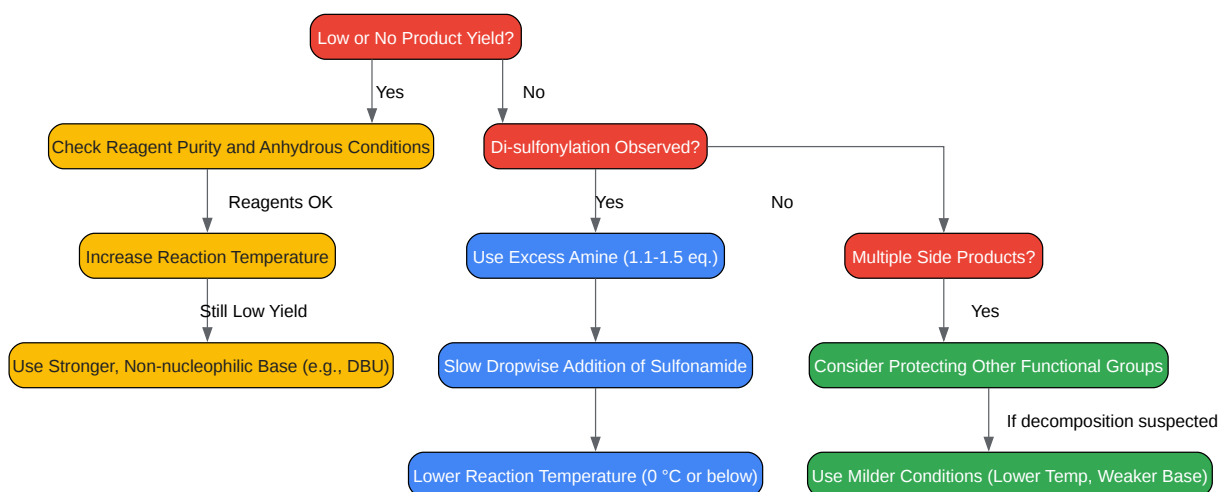 Low or No Product Yield?
Yes
No
Check Reagent Purity and Anhydrous Conditions
Di-sulfonylation Observed?
Reagents OK
Yes
No
Increase Reaction Temperature
Use Excess Amine (1.1-1.5 eq.)
Multiple Side Products?
Still Low Yield
Yes
Use Stronger, Non-nucleophilic Base (e.g., DBU)
Slow Dropwise Addition of Sulfonamide
Consider Protecting Other Functional Groups
If decomposition suspected
Lower Reaction Temperature (0 °C or below)
Use Milder Conditions (Lower Temp, Weaker Base)